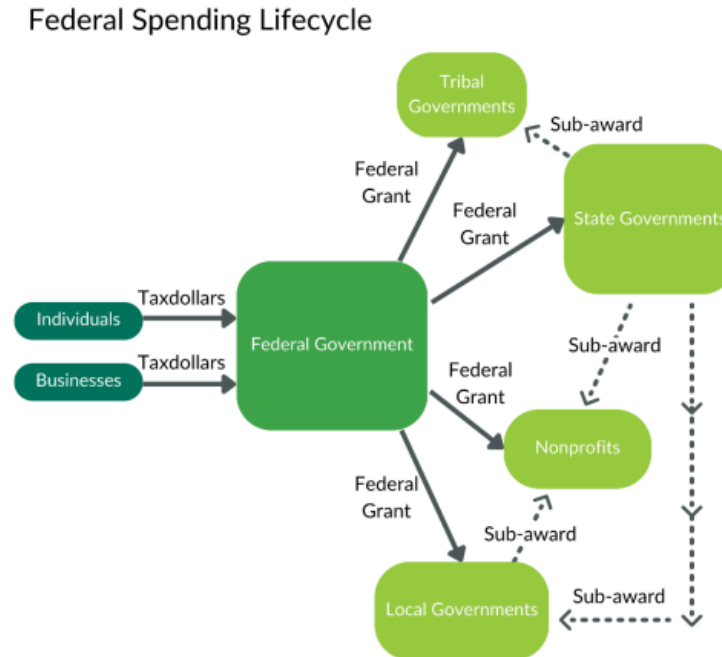 Federal Spending Lifecycle
Tribal
Governments
Sub-award
Federal
Grant
Federal
Grant
State Governments
Taxdollars
Individuals
Federal Government
Taxdollars
Businesses
Sub-award
Federal
Grant
Nonprofits
Federal
Grant
Sub-award
Local Governments
Sub-award